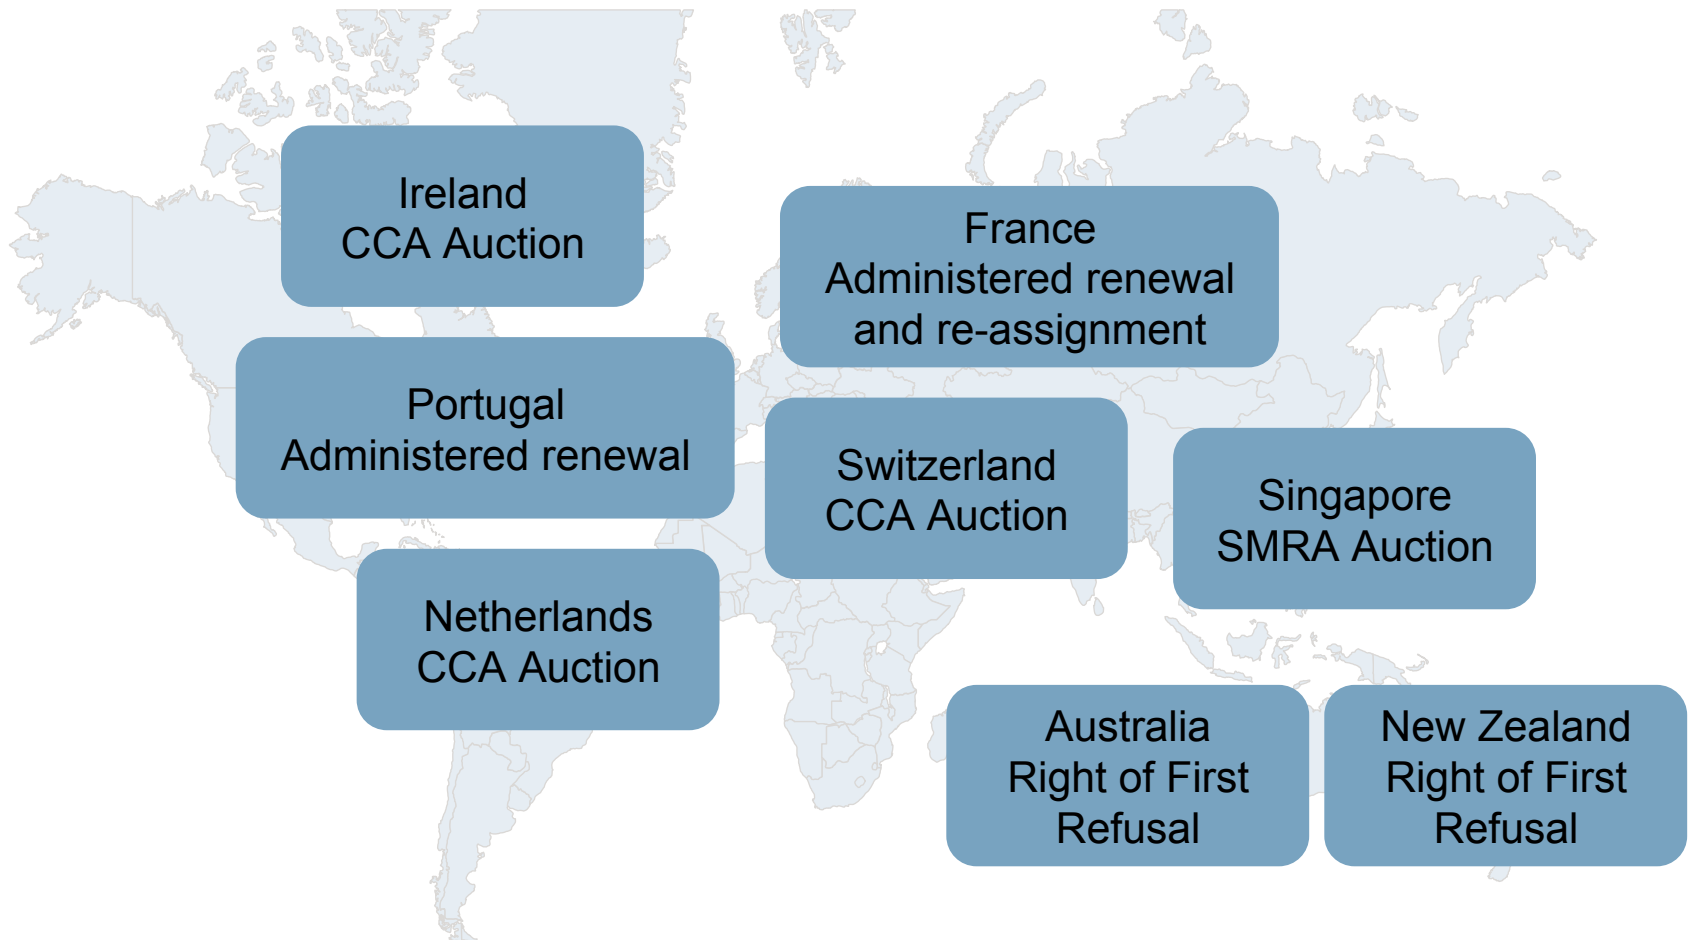 Ireland
CCA Auction
France
Administered renewal
and re-assignment
Portugal
Administered renewal
Switzerland
CCA Auction
Singapore
SMRA Auction
Netherlands
CCA Auction
Australia
Right of First
Refusal
New Zealand
Right of First
Refusal